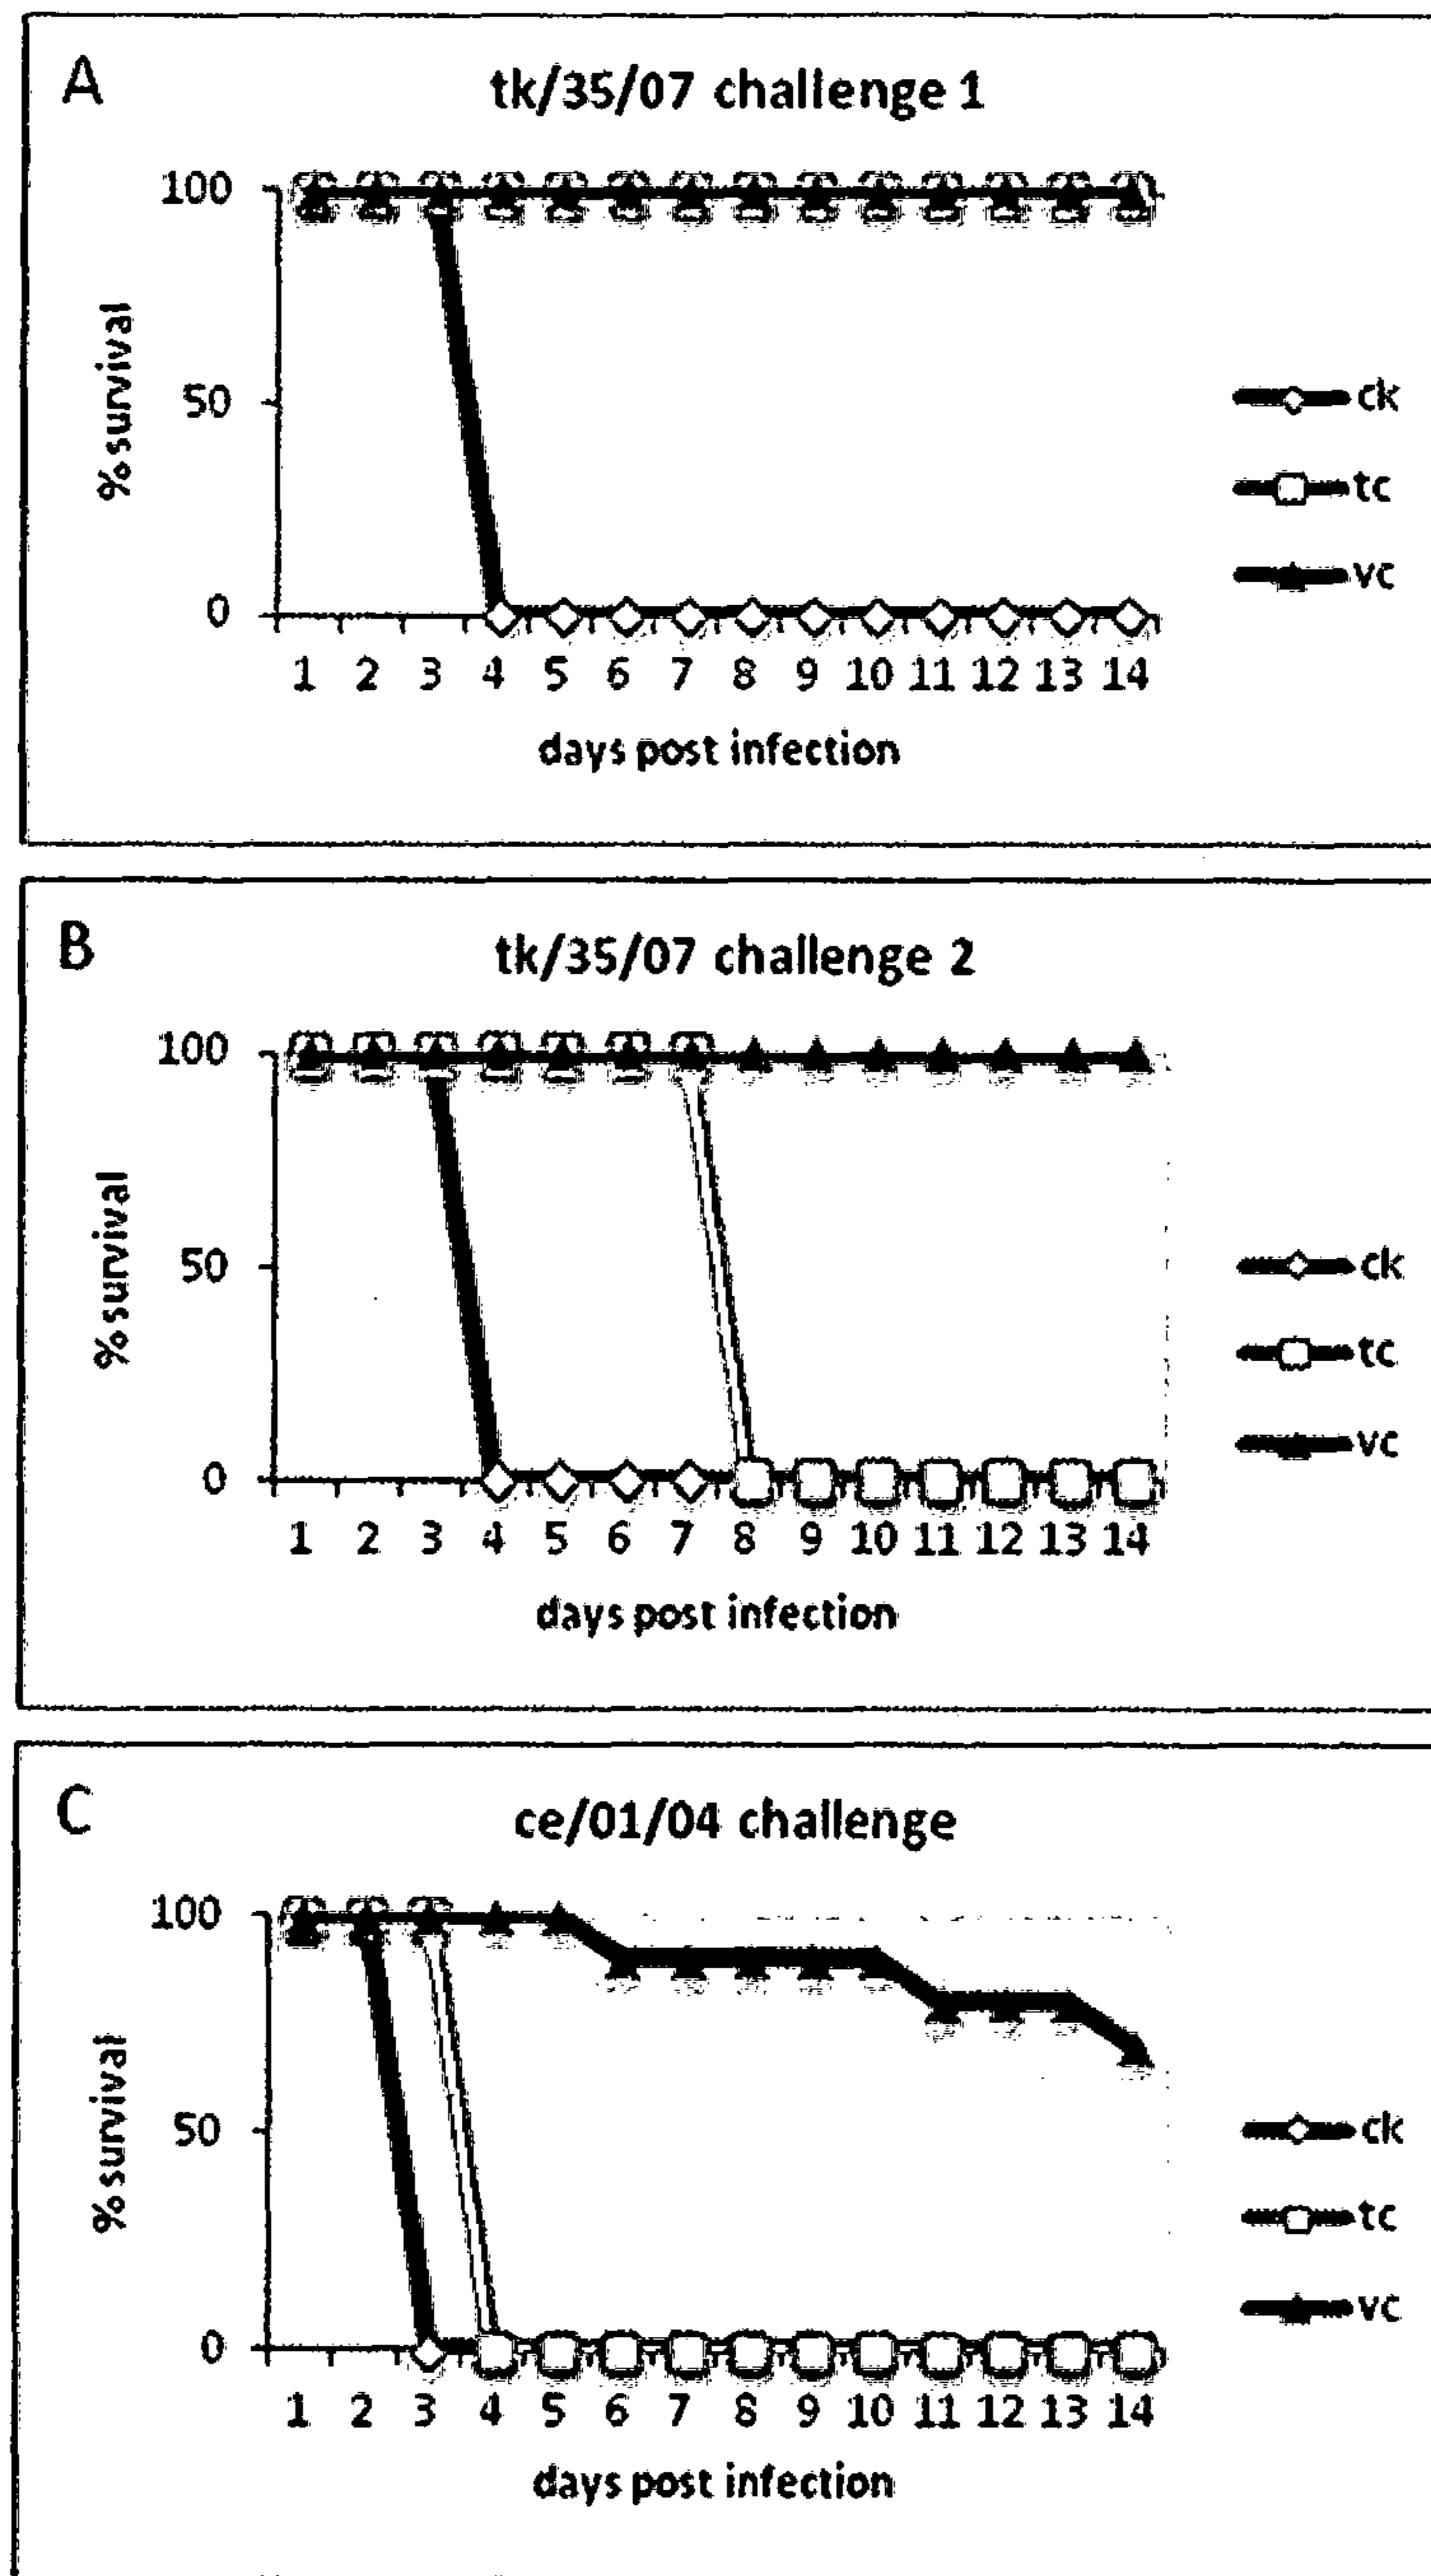 A
tk/35/07 challenge 1
100
50
0
% survival
1 2 3 4 5 6 7 8 9 10 11 12 13 14
days post infection
ck
tc
vc
B
tk/35/07 challenge 2
100
50
0
% survival
1 2 3 4 5 6 7 8 9 10 11 12 13 14
days post infection
ck
tc
vc
C
ce/01/04 challenge
100
50
0
% survival
1 2 3 4 5 6 7 8 9 10 11 12 13 14
days post infection
ck
tc
vc